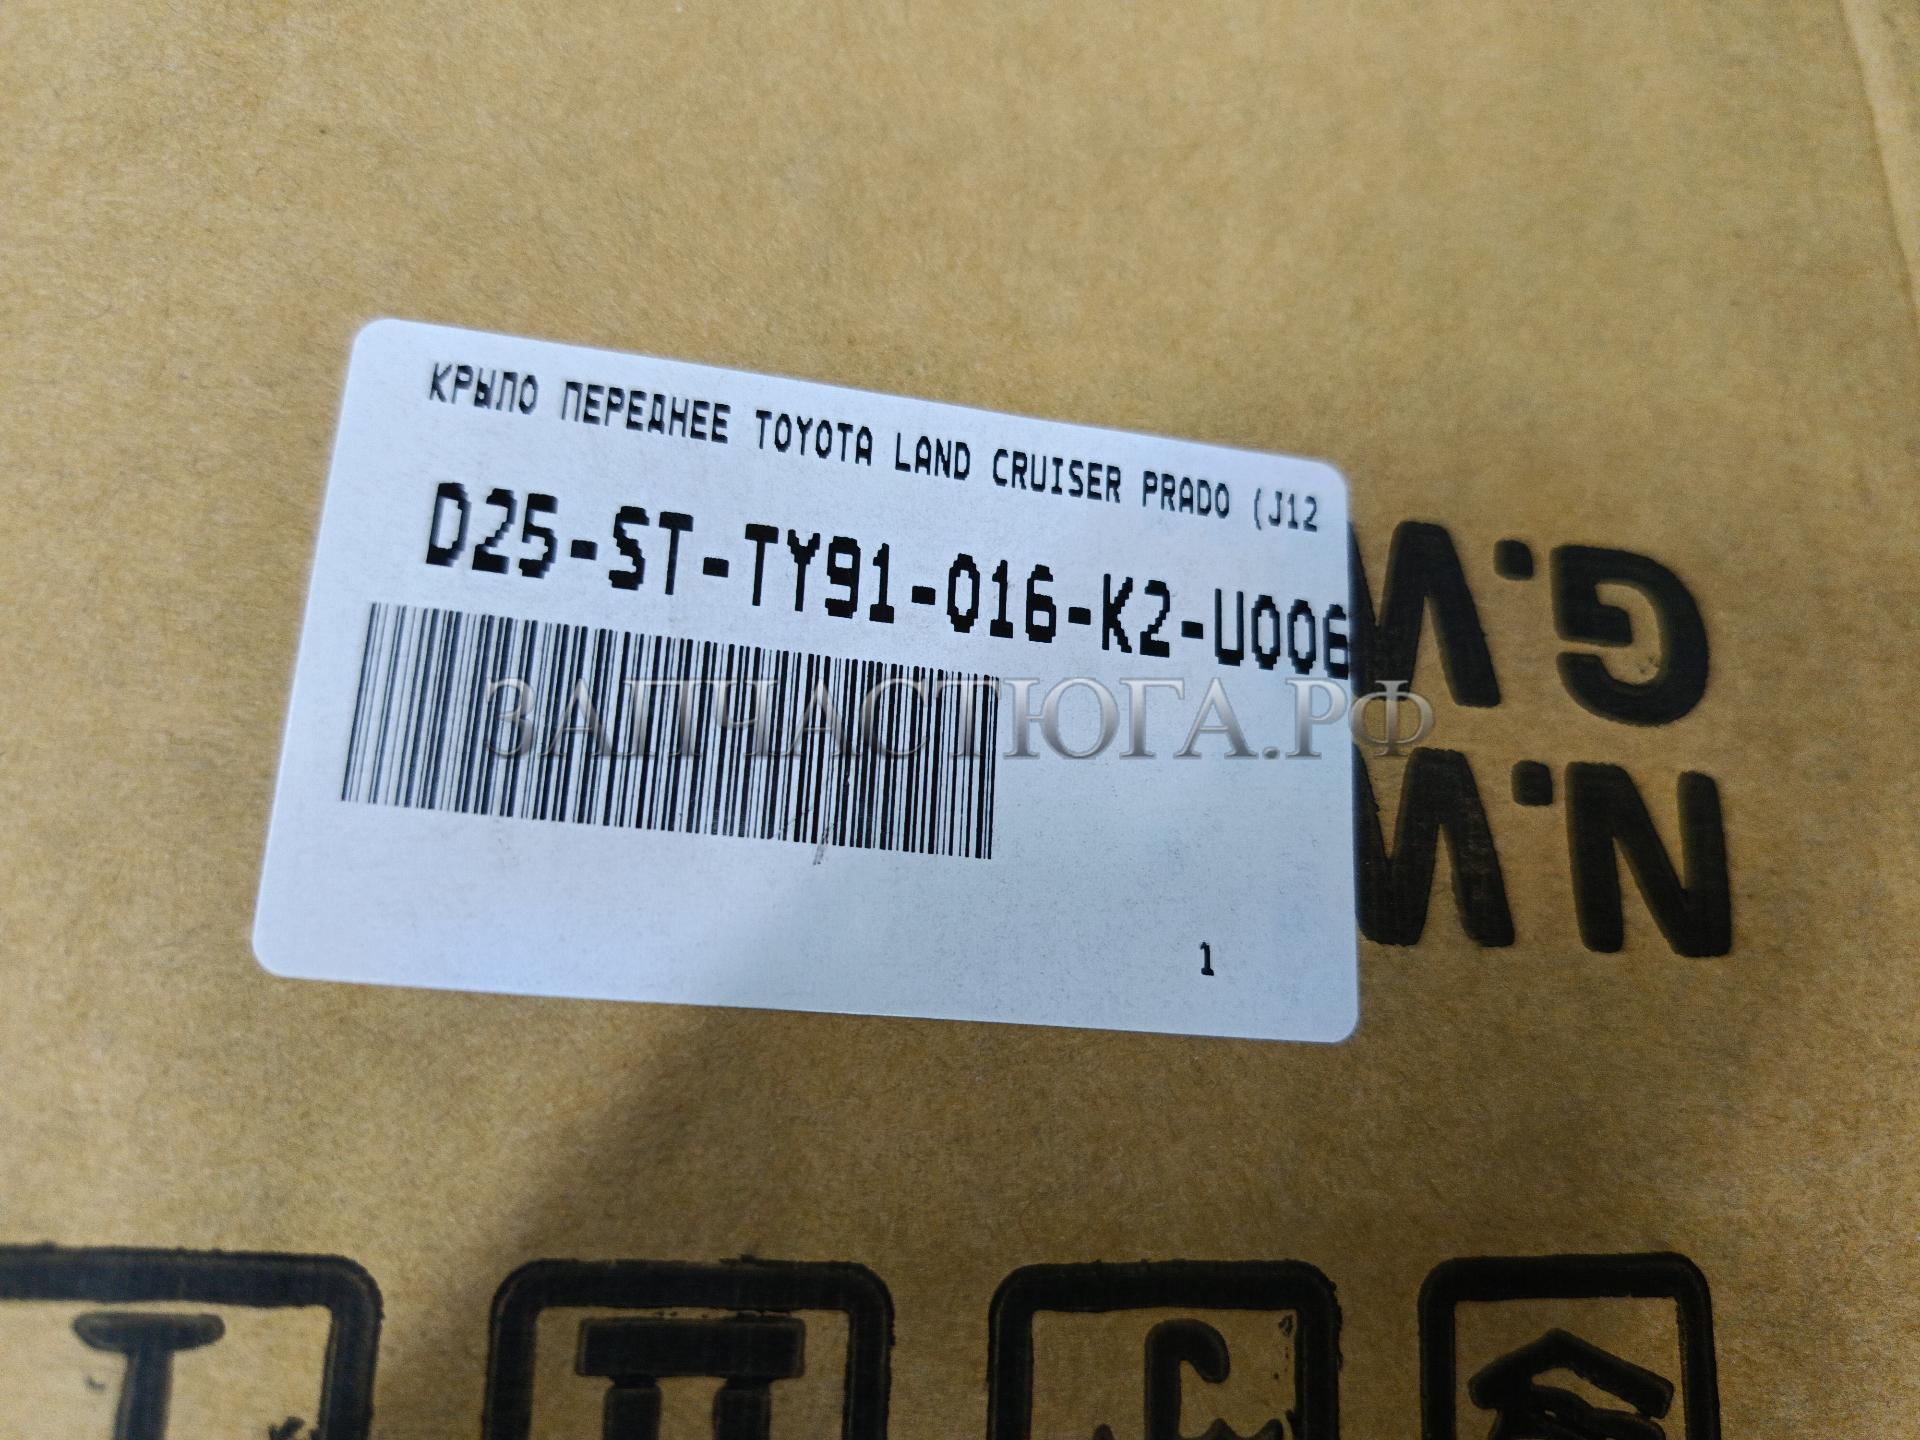 КРЫЛО ПЕРЕДНЕЕ TOYOTA LAND CRUISER PRADO (J12
D25-ST-TY91-016-K2-U006
ЗАПЧАСТЮГА.РФ
1
G.W
N.W